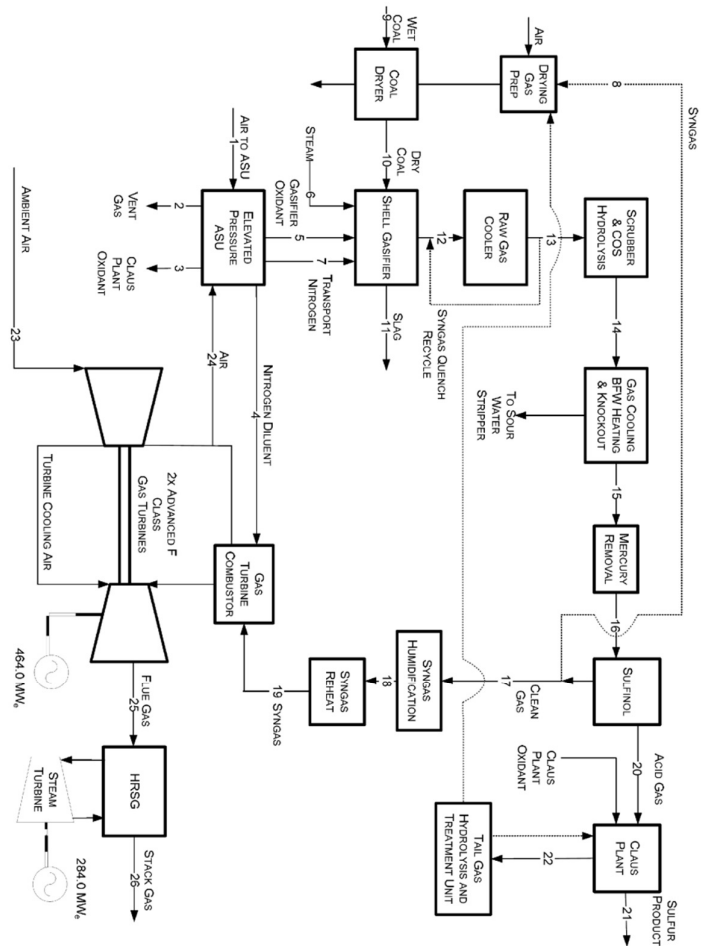 WET
COAL
9
COAL
DRYER
AIR
DRYING
GAS
PREP
8
SYNGAS
AIR TO ASU
1
STEAM
6
GASIFIER
OXIDANT
5
DRY
COAL
10
SHELL GASIFIER
12
RAW GAS
COOLER
13
SCRUBBER
& COS
HYDROLYSIS
VENT
GAS
2
ELEVATED
PRESSURE
ASU
3
CLAUS
PLANT
OXIDANT
7
TRANSPORT
NITROGEN
11
SLAG
SYNGAS QUENCH
RECYCLE
14
AMBIENT AIR
23
AIR
24
NITROGEN DILUENT
4
TO SOUR
WATER
STRIPPER
GAS COOLING
BFW HEATING
& KNOCKOUT
15
MERCURY
REMOVAL
16
TURBINE COOLING AIR
2X ADVANCED F
CLASS
GAS TURBINES
GAS
TURBINE
COMBUSTOR
19 SYNGAS
SYNGAS
REHEAT
18
SYNGAS
HUMIDIFICATION
17
CLEAN
GAS
SULFINOL
464.0 MWe
FLUE GAS
25
HRSG
STEAM
TURBINE
284.0 MWe
STACK GAS
26
CLAUS
PLANT
OXIDANT
ACID GAS
20
TAIL GAS
HYDROLYSIS AND
TREATMENT UNIT
22
CLAUS
PLANT
SULFUR
PRODUCT
21